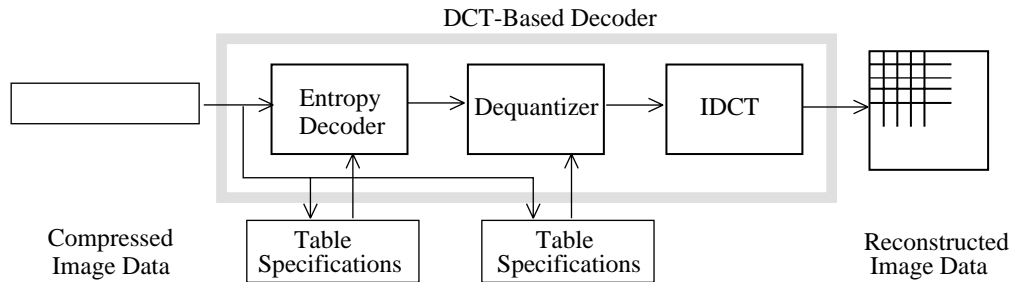 DCT-Based Decoder
Entropy
Decoder
Dequantizer
IDCT
Table
Specifications
Table
Specifications
Compressed
Image Data
Reconstructed
Image Data